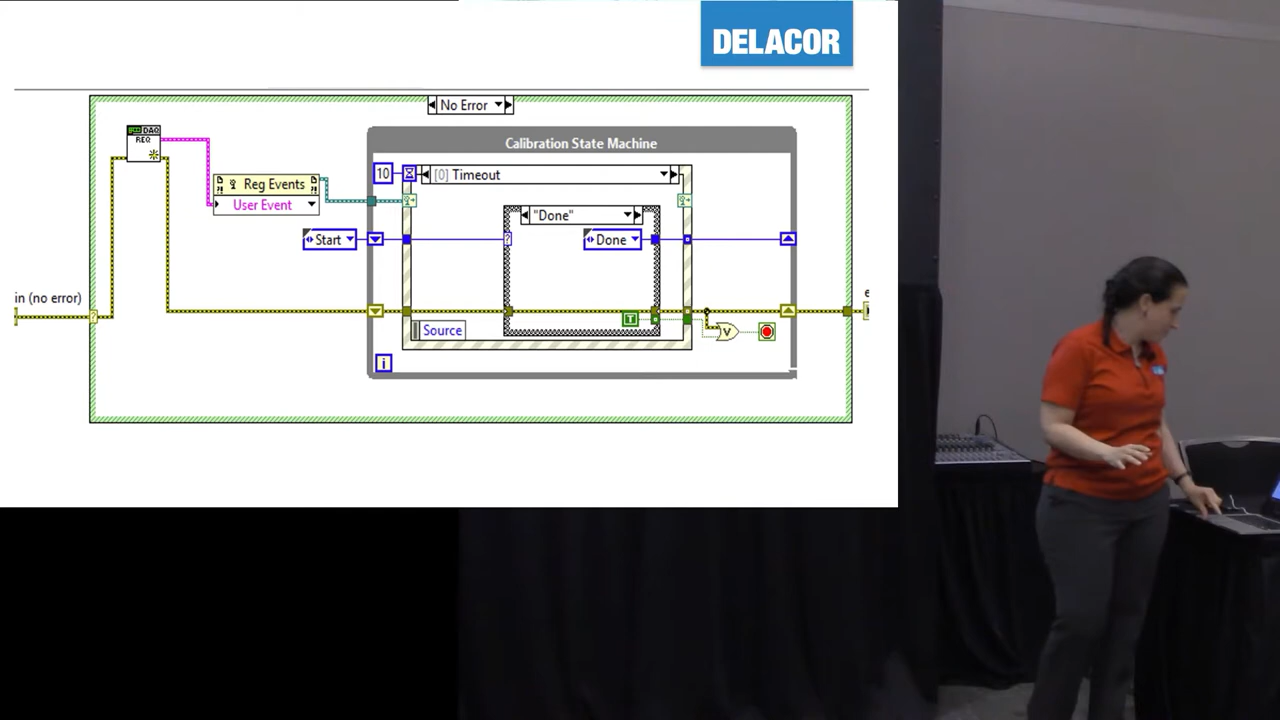 DELACOR
No Error
DAQ
REQ
Calibration State Machine
10
[0] Timeout
Reg Events
User Event
"Done"
Start
Done
in (no error)
?
?
T
V
Source
i
e